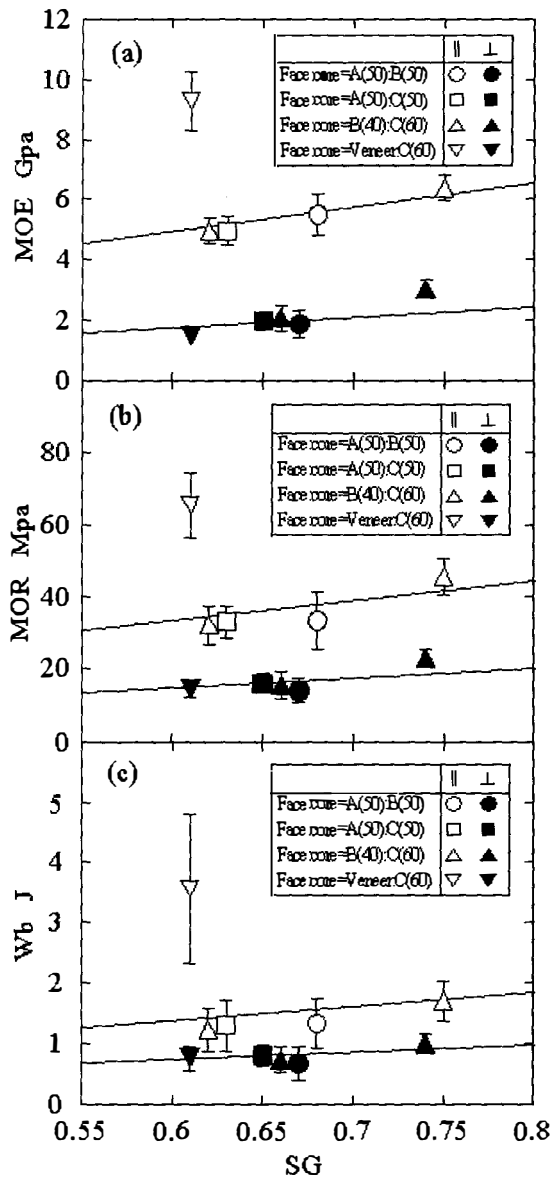 (a)
∥ ⊥
Face:core=A(50):B(50)
Face:core=A(50):C(50)
Face:core=B(40):C(60)
Face:core=Veneer:C(60)
12
10
8
6
4
2
0
MOE Gpa
(b)
∥ ⊥
Face:core=A(50):B(50)
Face:core=A(50):C(50)
Face:core=B(40):C(60)
Face:core=Veneer:C(60)
80
60
40
20
0
MOR Mpa
(c)
∥ ⊥
Face:core=A(50):B(50)
Face:core=A(50):C(50)
Face:core=B(40):C(60)
Face:core=Veneer:C(60)
5
4
3
2
1
0
Wb J
0.55 0.6 0.65 0.7 0.75 0.8
SG